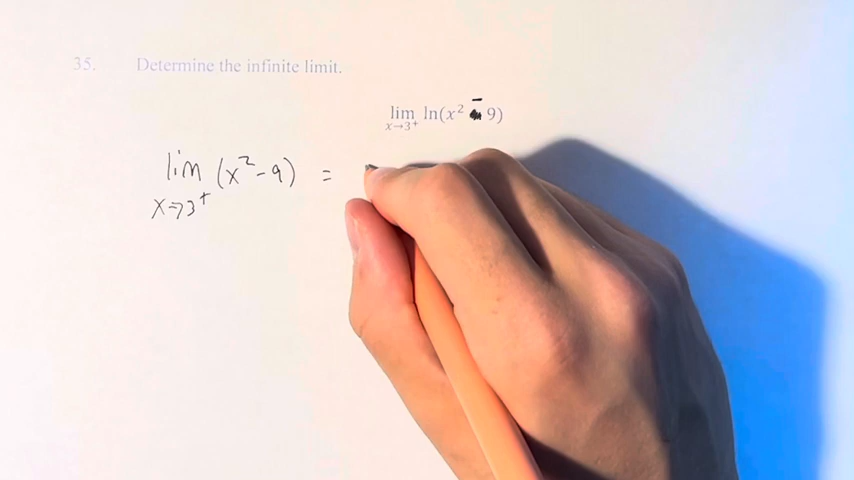 35. Determine the infinite limit.
lim ln(x² - 9)
x→3⁺
lim (x² - 9) =
x→3⁺